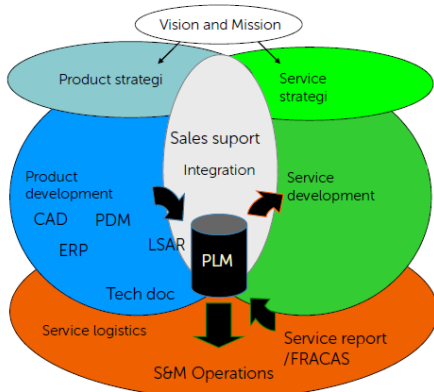 Vision and Mission
Product strategi
Service
strategi
Sales suport
Integration
Product
development
Service
development
CAD
PDM
ERP
LSAR
PLM
Tech doc
Service logistics
Service report
/FRACAS
S&M Operations